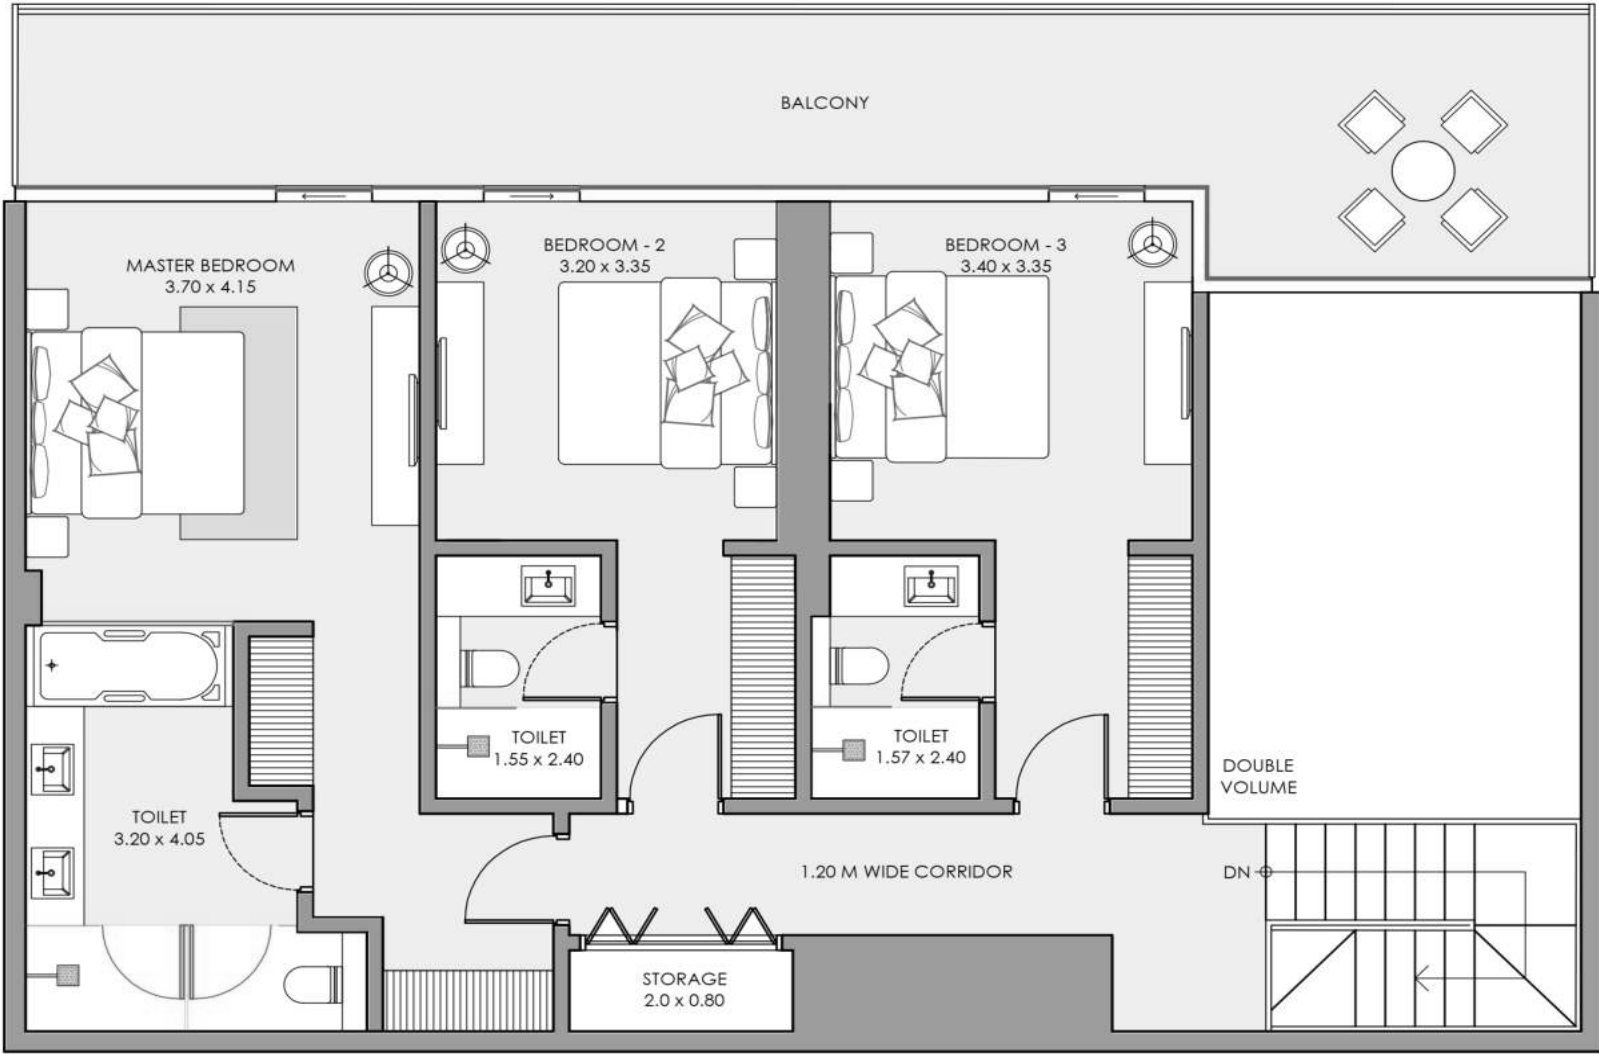 BALCONY
MASTER BEDROOM
3.70 x 4.15
BEDROOM - 2
3.20 x 3.35
BEDROOM - 3
3.40 x 3.35
TOILET
1.55 x 2.40
TOILET
1.57 x 2.40
DOUBLE
VOLUME
TOILET
3.20 x 4.05
1.20 M WIDE CORRIDOR
DN
STORAGE
2.0 x 0.80